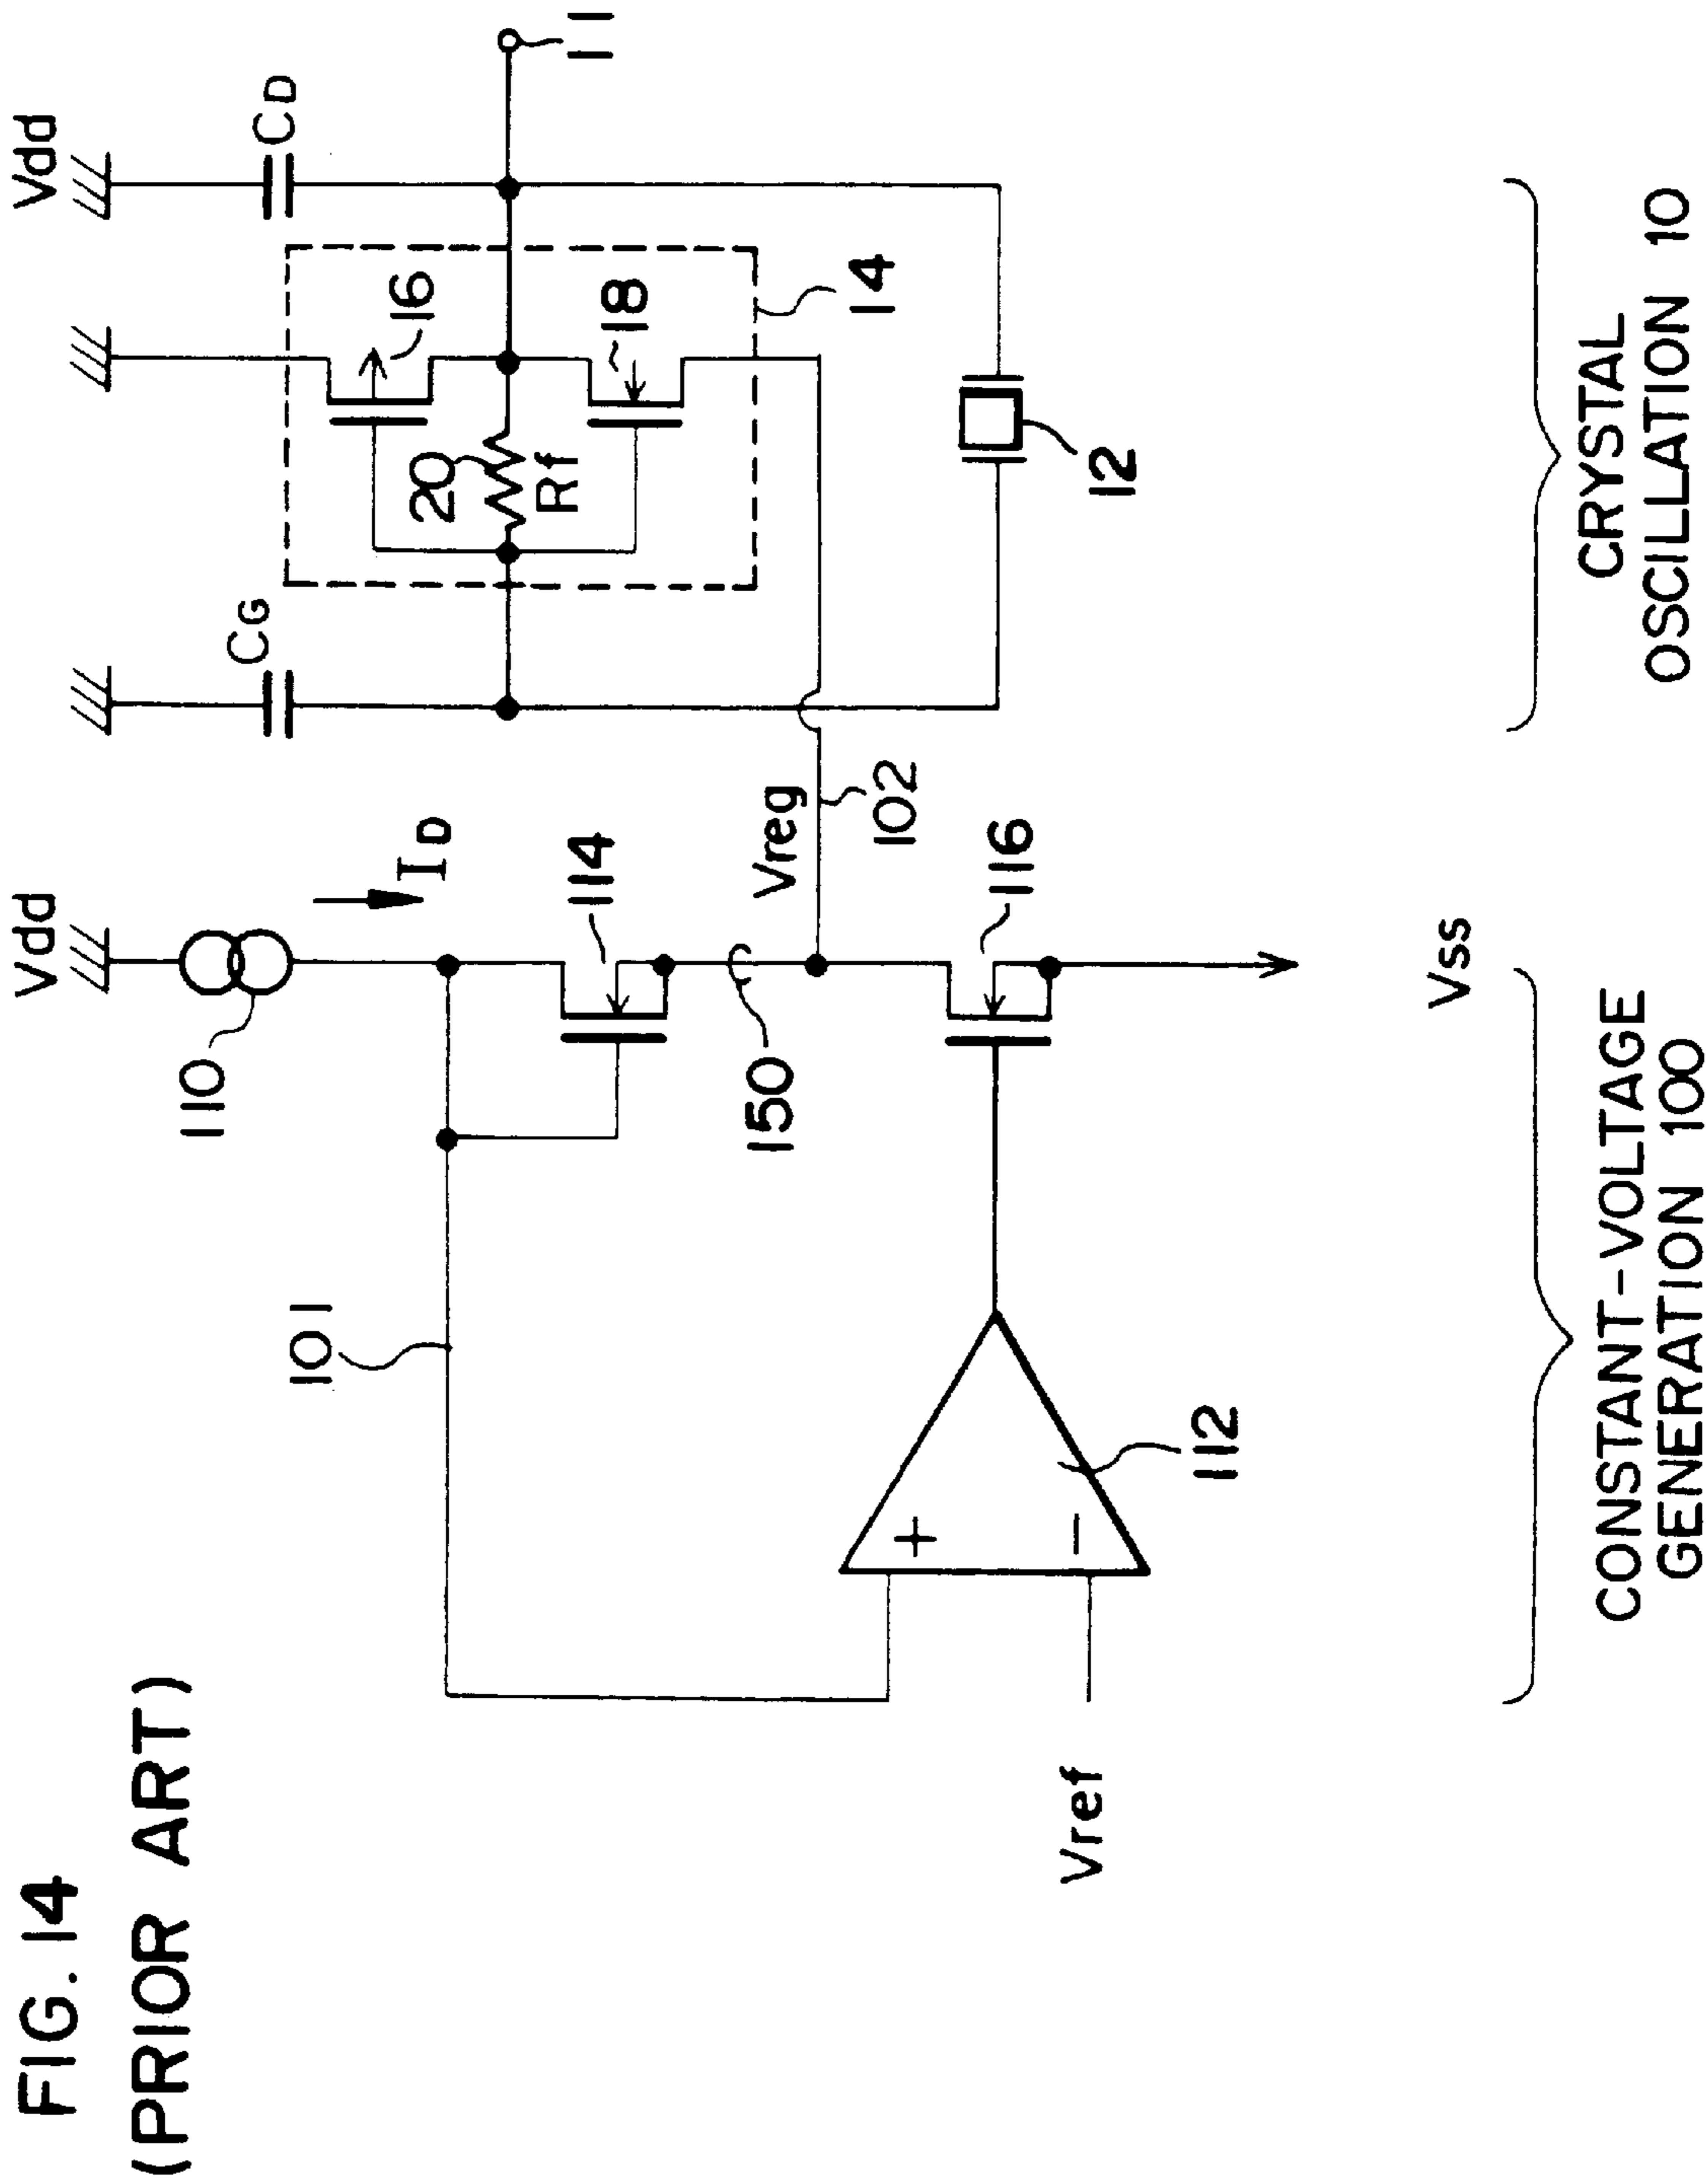 FIG. 14
(PRIOR ART)
Vdd
Vdd
110
ID
CG
CD
101
114
20
Rf
16
11
150
Vreg
18
102
14
112
+
−
116
12
Vref
Vss
CONSTANT-VOLTAGE
GENERATION 100
CRYSTAL
OSCILLATION 10